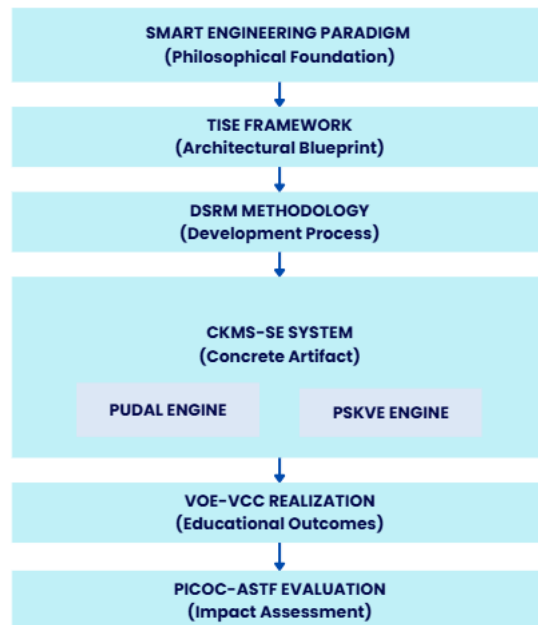 SMART ENGINEERING PARADIGM
(Philosophical Foundation)
TISE FRAMEWORK
(Architectural Blueprint)
DSRM METHODOLOGY
(Development Process)
CKMS-SE SYSTEM
(Concrete Artifact)
PUDAL ENGINE
PSKVE ENGINE
VOE-VCC REALIZATION
(Educational Outcomes)
PICOC-ASTF EVALUATION
(Impact Assessment)